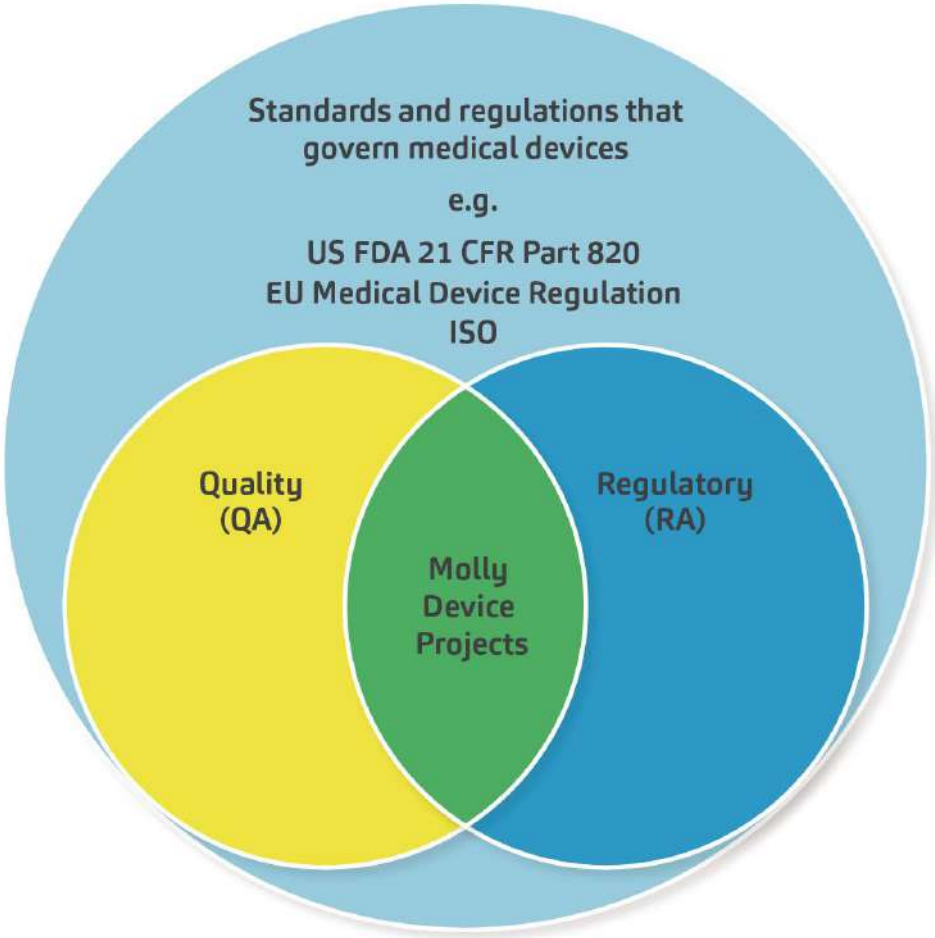 Standards and regulations that
govern medical devices
e.g.
US FDA 21 CFR Part 820
EU Medical Device Regulation
ISO
Quality
(QA)
Regulatory
(RA)
Molly
Device
Projects